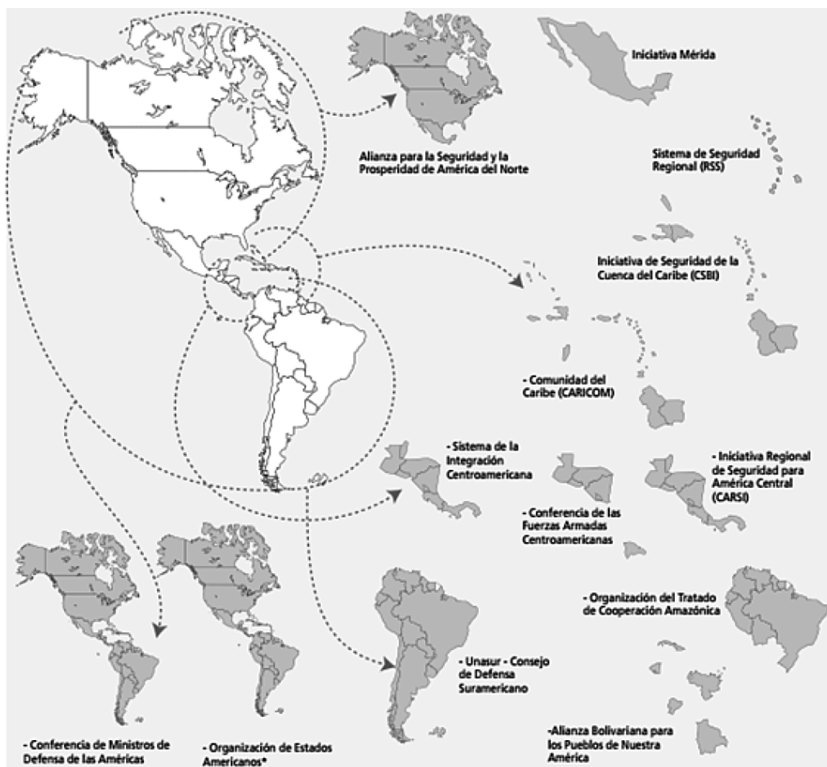 Iniciativa Mérida
Alianza para la Seguridad y la
Prosperidad de América del Norte
Sistema de Seguridad
Regional (RSS)
Iniciativa de Seguridad de la
Cuenca del Caribe (CSBI)
- Comunidad del
Caribe (CARICOM)
- Sistema de la
Integración
Centroamericana
- Iniciativa Regional
de Seguridad para
América Central
(CARSI)
- Conferencia de las
Fuerzas Armadas
Centroamericanas
- Organización del Tratado
de Cooperación Amazónica
- Unasur - Consejo
de Defensa
Suramericano
-Alianza Bolivariana para
los Pueblos de Nuestra
América
- Conferencia de Ministros de
Defensa de las Américas
- Organización de Estados
Americanos*